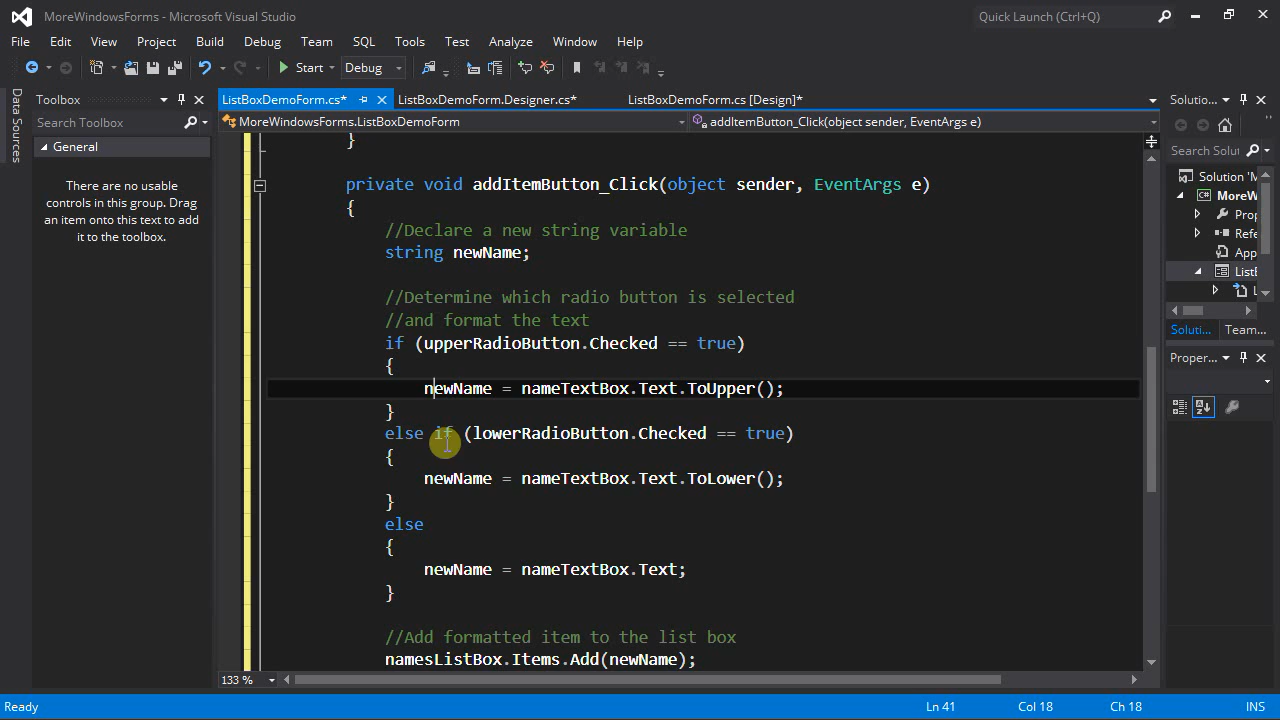 MoreWindowsForms - Microsoft Visual Studio
Quick Launch (Ctrl+Q)
File Edit View Project Build Debug Team SQL Tools Test Analyze Window Help
Start Debug
Data Sources
Toolbox
Search Toolbox
General
There are no usable
controls in this group. Drag
an item onto this text to add
it to the toolbox.
ListBoxDemoForm.cs* ListBoxDemoForm.Designer.cs* ListBoxDemoForm.cs [Design]*
MoreWindowsForms.ListBoxDemoForm addItemButton_Click(object sender, EventArgs e)
}
private void addItemButton_Click(object sender, EventArgs e)
{
//Declare a new string variable
string newName;
//Determine which radio button is selected
//and format the text
if (upperRadioButton.Checked == true)
{
newName = nameTextBox.Text.ToUpper();
}
else if (lowerRadioButton.Checked == true)
{
newName = nameTextBox.Text.ToLower();
}
else
{
newName = nameTextBox.Text;
}
//Add formatted item to the list box
namesListBox.Items.Add(newName);
133 %
Solutio...
Search Solu
Solution 'M
MoreW
Prop
Refe
App
ListB
L
Soluti... Team...
Proper...
Ready Ln 41 Col 18 Ch 18 INS